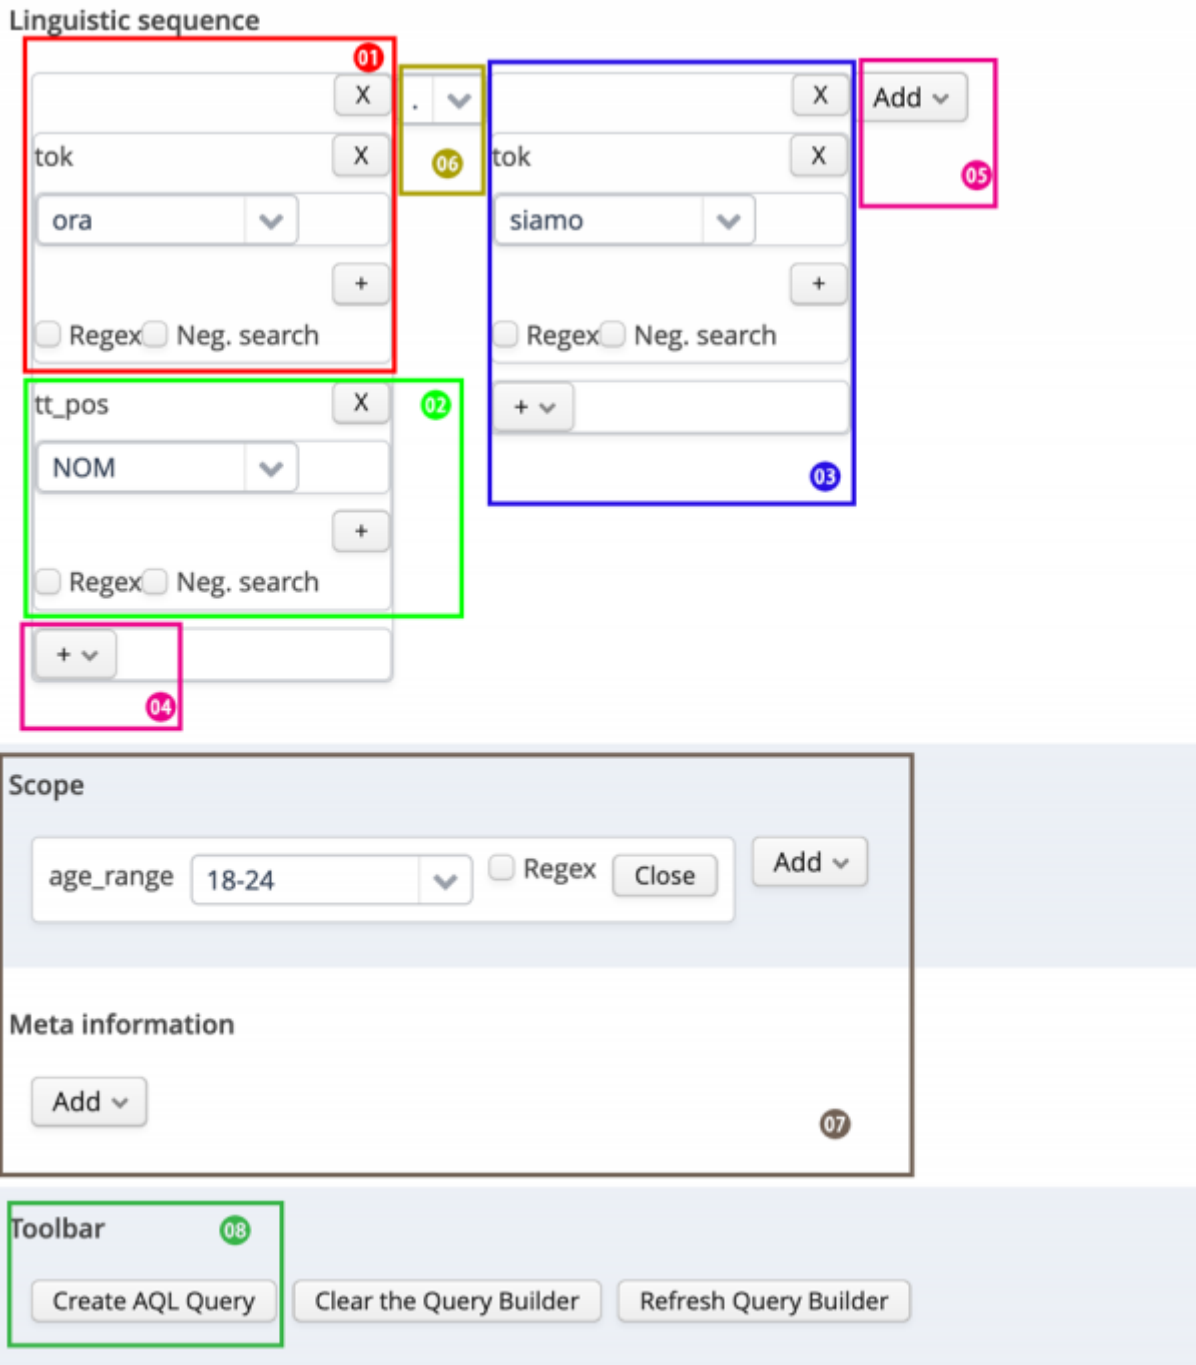 Linguistic sequence
01
X
.
X
Add
tok
X
06
tok
X
05
ora
siamo
+
+
Regex Neg. search
Regex Neg. search
tt_pos
X
02
+
NOM
03
+
Regex Neg. search
+
04
Scope
age_range
18-24
Regex
Close
Add
Meta information
Add
07
Toolbar
08
Create AQL Query
Clear the Query Builder
Refresh Query Builder